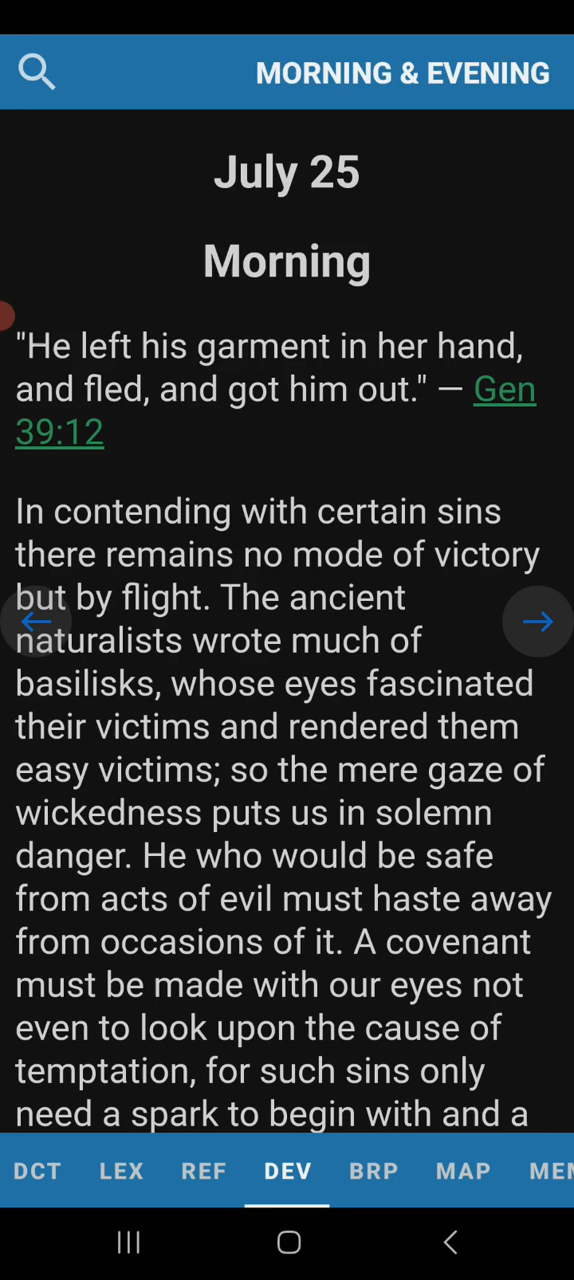 MORNING & EVENING
July 25
Morning
"He left his garment in her hand,
and fled, and got him out." — Gen
39:12
In contending with certain sins
there remains no mode of victory
but by flight. The ancient
naturalists wrote much of
basilisks, whose eyes fascinated
their victims and rendered them
easy victims; so the mere gaze of
wickedness puts us in solemn
danger. He who would be safe
from acts of evil must haste away
from occasions of it. A covenant
must be made with our eyes not
even to look upon the cause of
temptation, for such sins only
need a spark to begin with and a
DCT LEX REF DEV BRP MAP